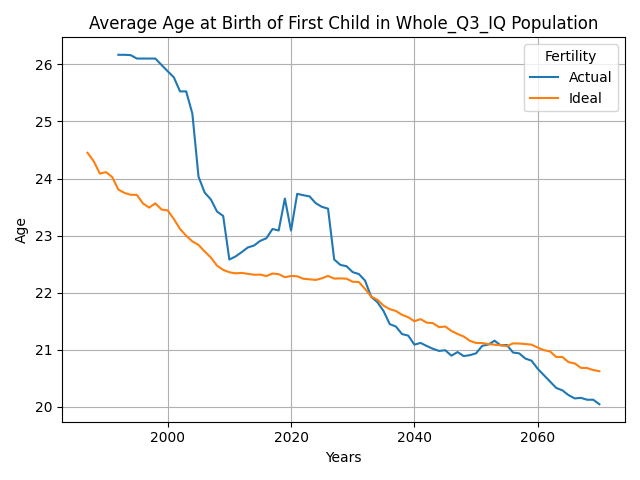 Average Age at Birth of First Child in Whole_Q3_IQ Population
Fertility
Actual
Ideal
26
25
24
23
22
21
20
Age
2000
2020
2040
2060
Years